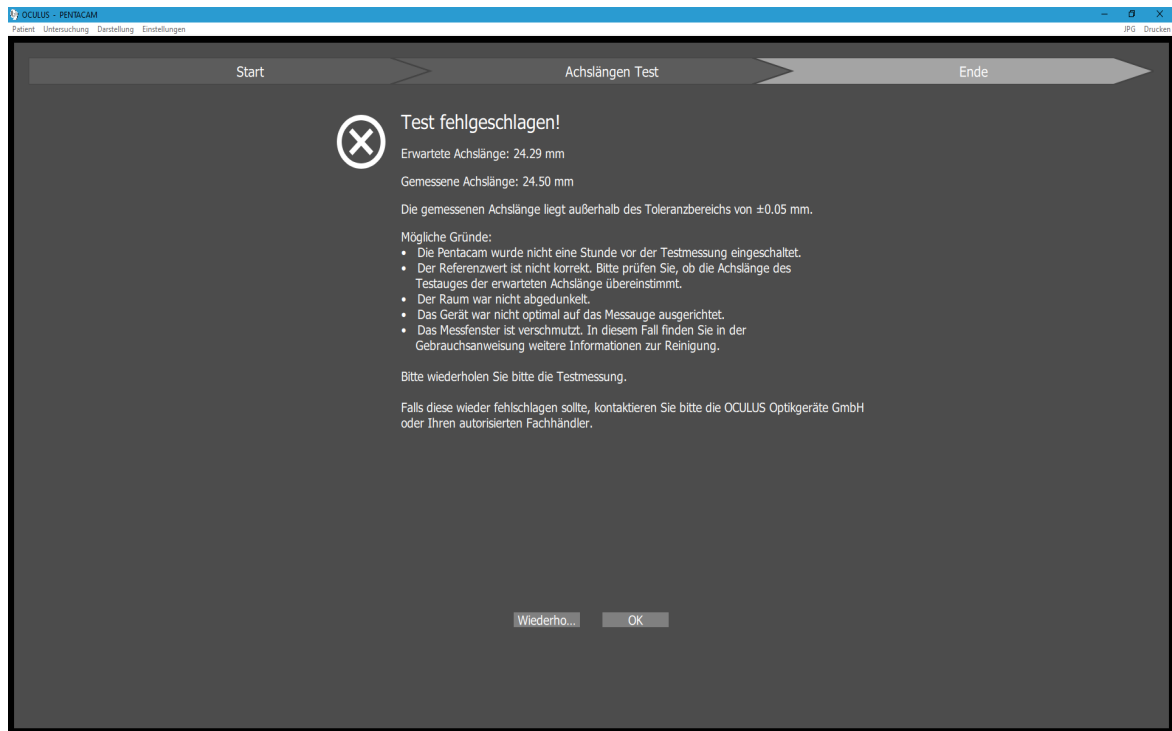 OCULUS - PENTACAM
Patient Untersuchung Darstellung Einstellungen JPG Drucken
Start Achslängen Test Ende
Test fehlgeschlagen!
Erwartete Achslänge: 24.29 mm
Gemessene Achslänge: 24.50 mm
Die gemessenen Achslänge liegt außerhalb des Toleranzbereichs von ±0.05 mm.
Mögliche Gründe:
• Die Pentacam wurde nicht eine Stunde vor der Testmessung eingeschaltet.
• Der Referenzwert ist nicht korrekt. Bitte prüfen Sie, ob die Achslänge des
Testauges der erwarteten Achslänge übereinstimmt.
• Der Raum war nicht abgedunkelt.
• Das Gerät war nicht optimal auf das Messauge ausgerichtet.
• Das Messfenster ist verschmutzt. In diesem Fall finden Sie in der
Gebrauchsanweisung weitere Informationen zur Reinigung.
Bitte wiederholen Sie bitte die Testmessung.
Falls diese wieder fehlschlagen sollte, kontaktieren Sie bitte die OCULUS Optikgeräte GmbH
oder Ihren autorisierten Fachhändler.
Wiederho... OK